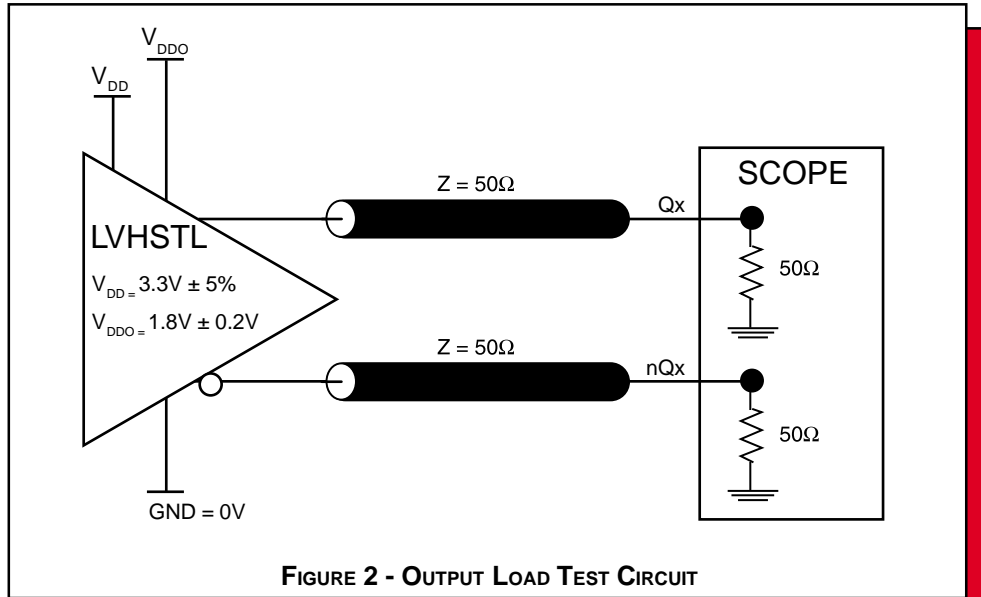 VDDO
VDD
Z = 50Ω
SCOPE
Qx
LVHSTL
50Ω
VDD = 3.3V ± 5%
VDDO = 1.8V ± 0.2V
Z = 50Ω
nQx
50Ω
GND = 0V
FIGURE 2 - OUTPUT LOAD TEST CIRCUIT